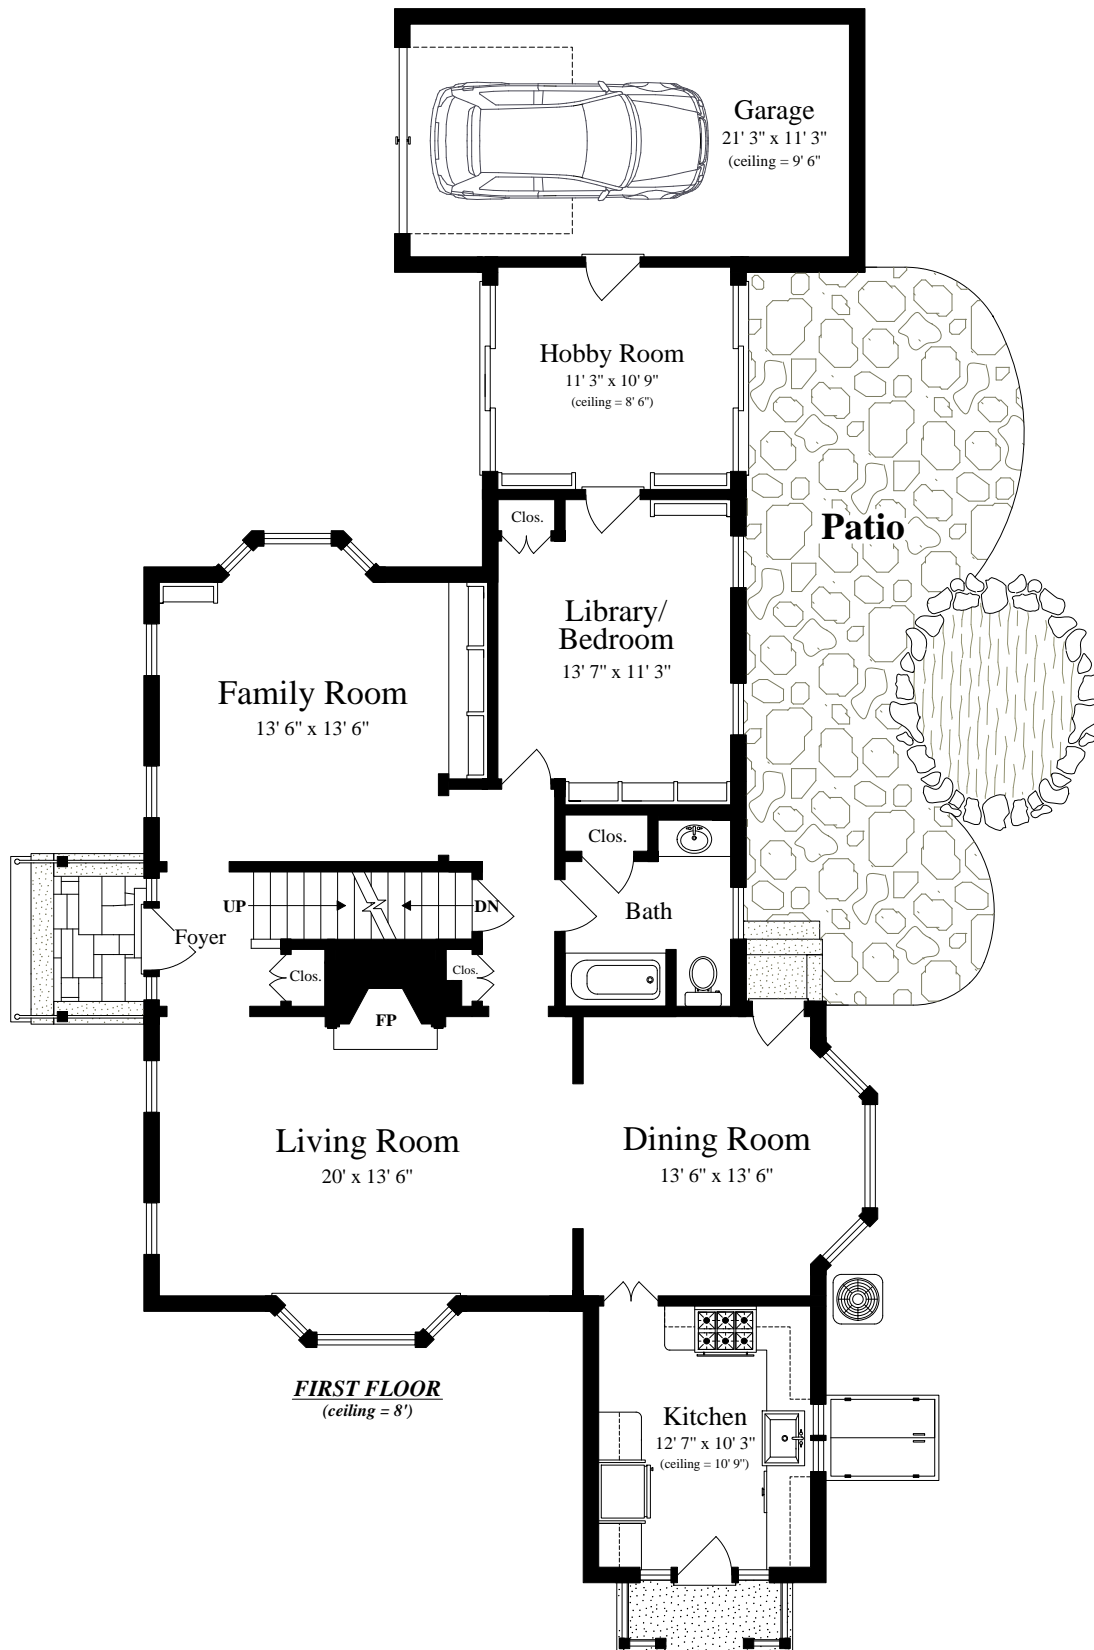 Garage
21' 3" x 11' 3"
(ceiling = 9' 6"
Hobby Room
11' 3" x 10' 9"
(ceiling = 8' 6")
Clos.
Patio
Library/
Bedroom
13' 7" x 11' 3"
Family Room
13' 6" x 13' 6"
Clos.
UP
DN
Bath
Foyer
Clos.
Clos.
FP
Living Room
20' x 13' 6"
Dining Room
13' 6" x 13' 6"
FIRST FLOOR
(ceiling = 8')
Kitchen
12' 7" x 10' 3"
(ceiling = 10' 9")